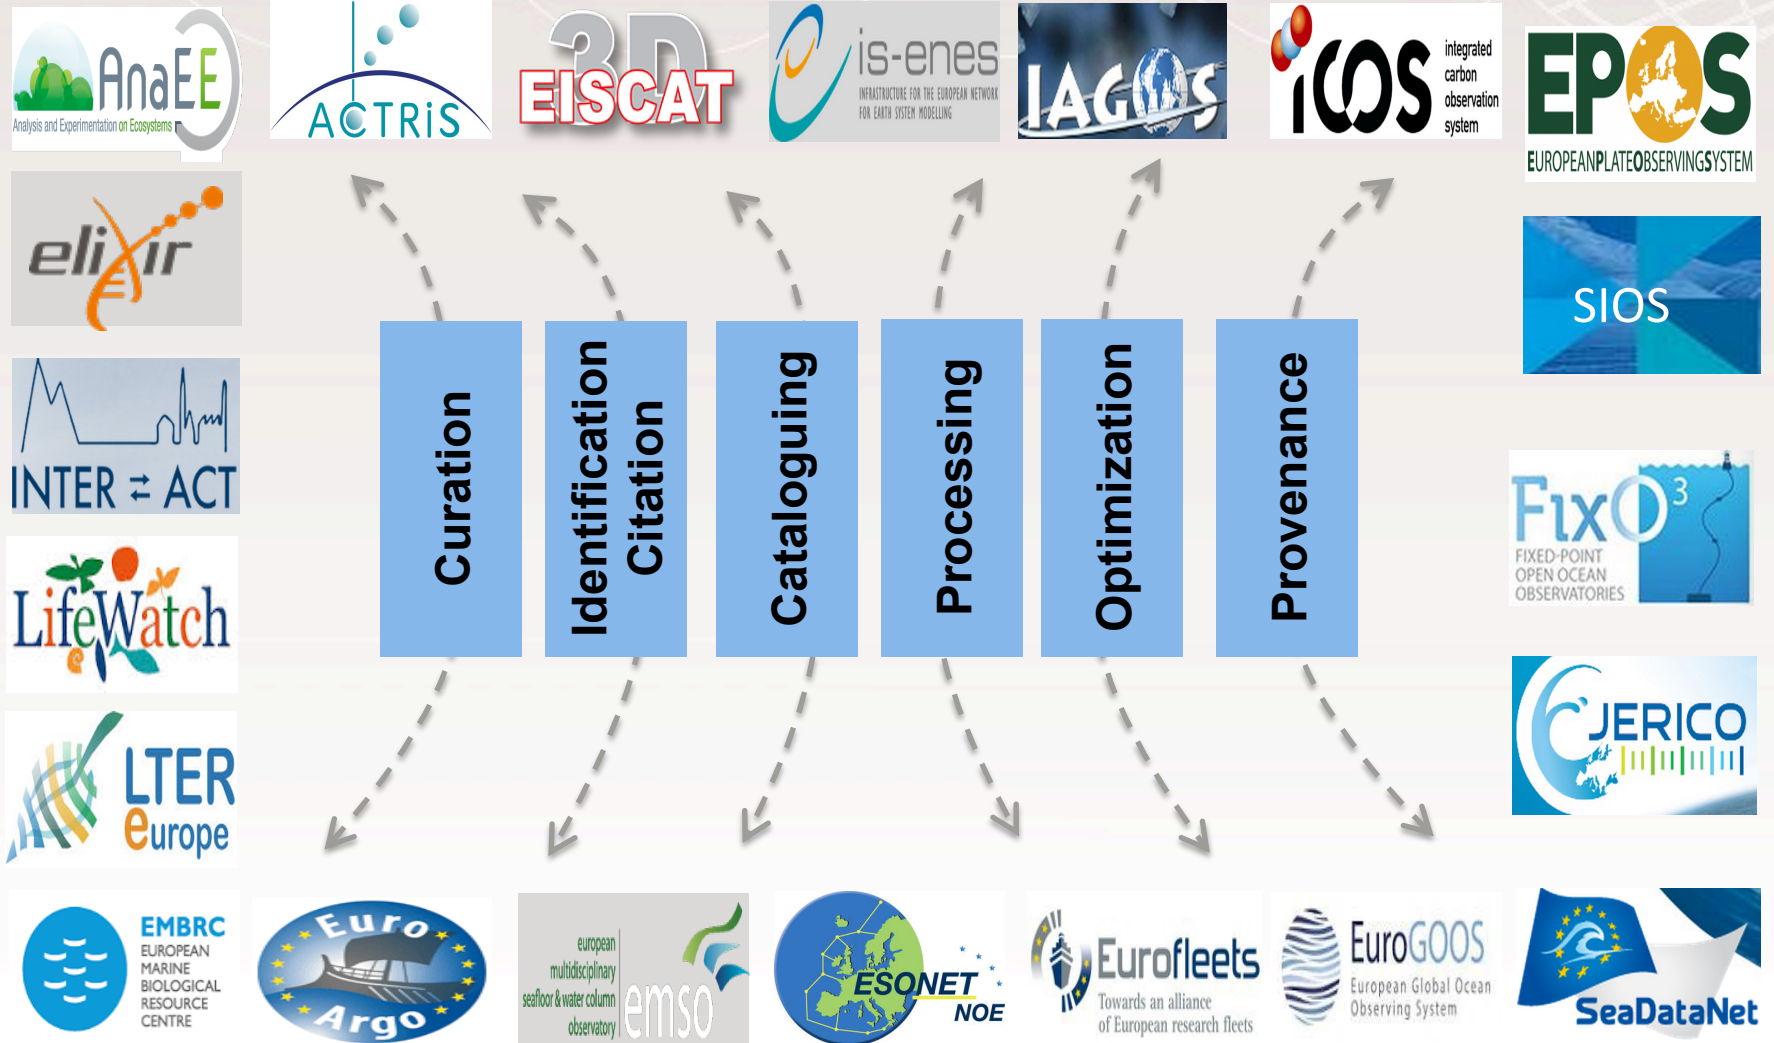 AnaEE
Analysis and Experimentation on Ecosystems
ACTRiS
3D
EISCAT
is-enes
INFRASTRUCTURE FOR THE EUROPEAN NETWORK
FOR EARTH SYSTEM MODELLING
IAGOS
iCOS
integrated
carbon
observation
system
EPOS
EUROPEANPLATEOBSERVINGSYSTEM
elixir
SIOS
INTER ⇄ ACT
Curation
Identification
Citation
Cataloguing
Processing
Optimization
Provenance
FixO3
FIXED-POINT
OPEN OCEAN
OBSERVATORIES
LifeWatch
JERICO
LTER
europe
EMBRC
EUROPEAN
MARINE
BIOLOGICAL
RESOURCE
CENTRE
Euro
Argo
european
multidisciplinary
seafloor & water column
observatory
emso
ESONET
NOE
Eurofleets
Towards an alliance
of European research fleets
EuroGOOS
European Global Ocean
Observing System
SeaDataNet